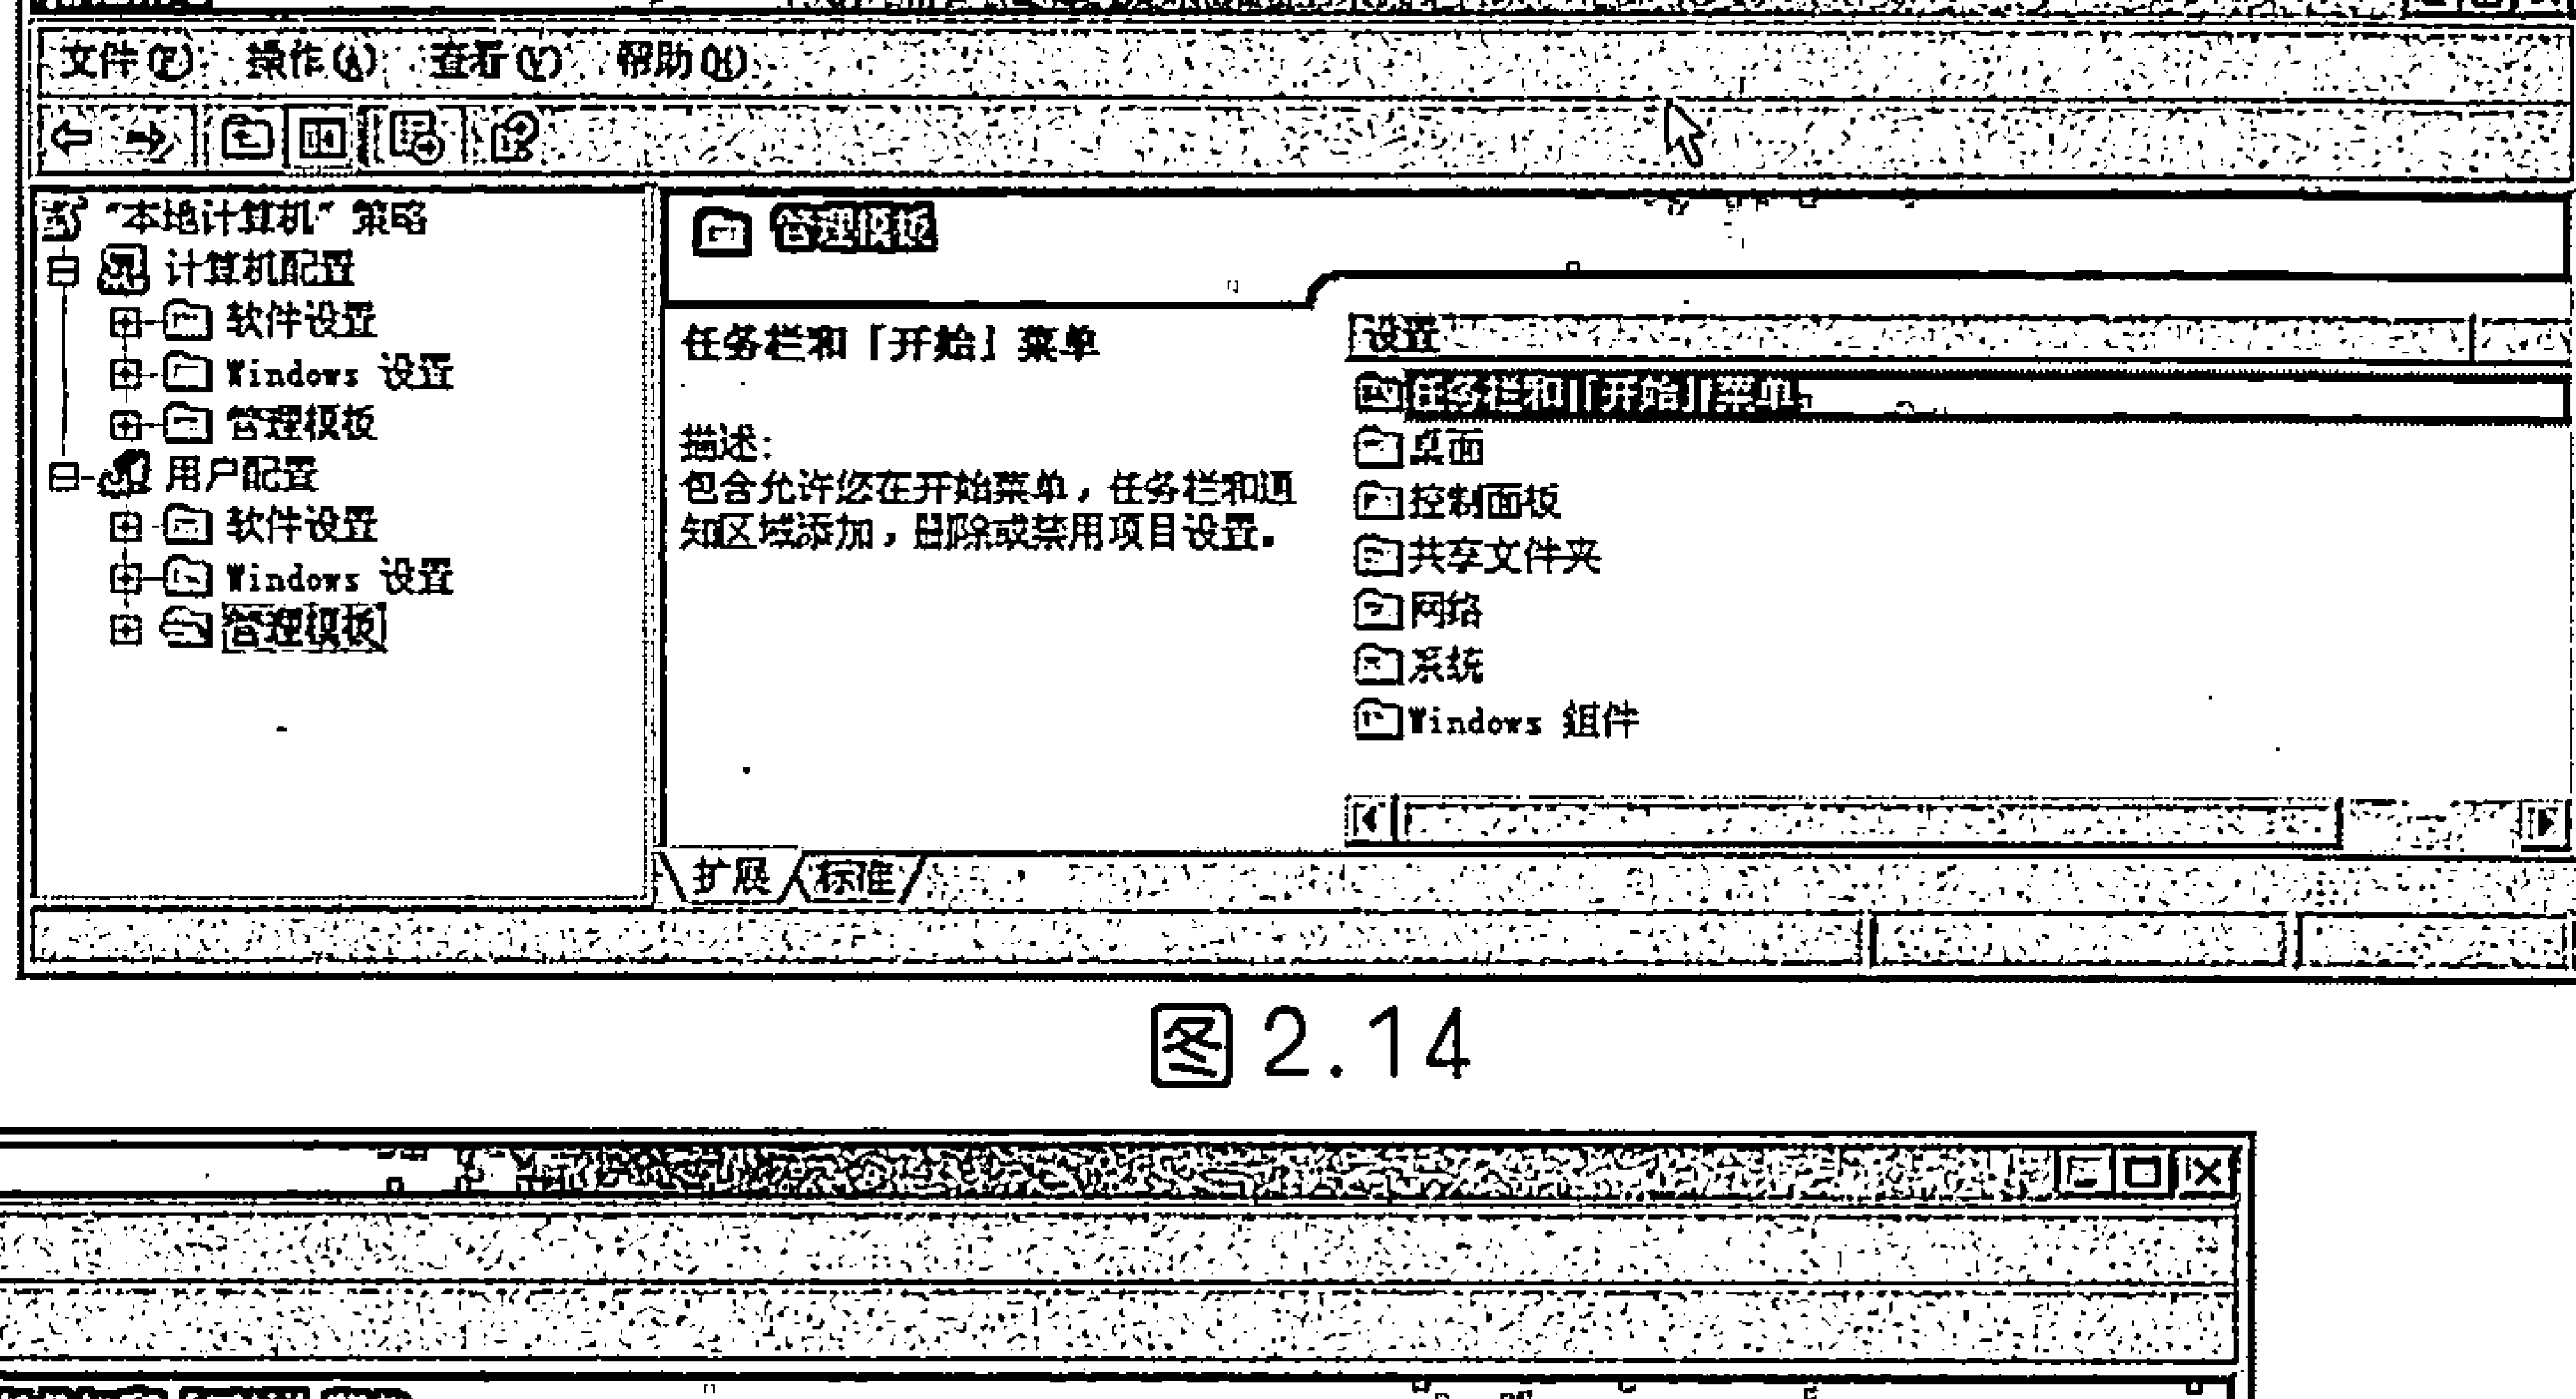 文件(F) 操作(A) 查看(V) 帮助(H)
"本地计算机" 策略
计算机配置
软件设置
Windows 设置
管理模板
用户配置
软件设置
Windows 设置
管理模板
管理模板
任务栏和「开始」菜单
描述：
包含允许您在开始菜单，任务栏和通
知区域添加，删除或禁用项目设置。
设置
任务栏和「开始」菜单
桌面
控制面板
共享文件夹
网络
系统
Windows 组件
扩展 标准
图 2.14